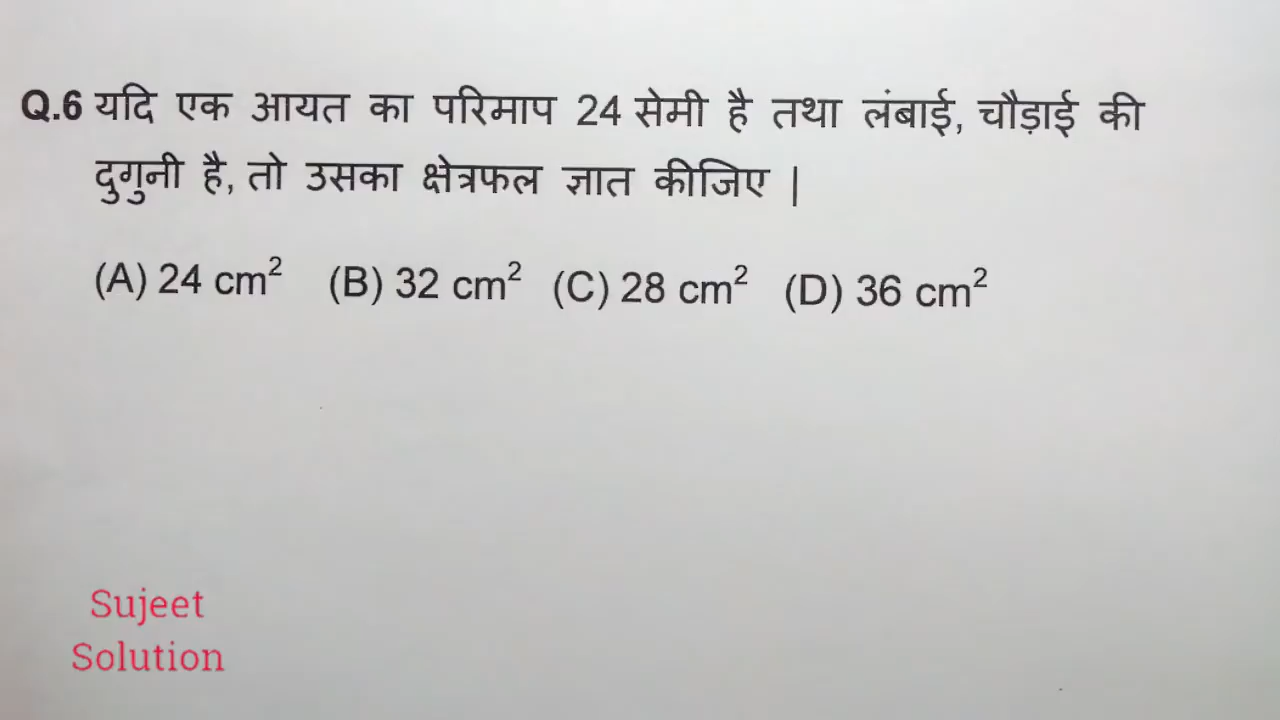 Q.6 यदि एक आयत का परिमाप 24 सेमी है तथा लंबाई, चौड़ाई की
दुगुनी है, तो उसका क्षेत्रफल ज्ञात कीजिए |
(A) 24 cm² (B) 32 cm² (C) 28 cm² (D) 36 cm²
Sujeet
Solution